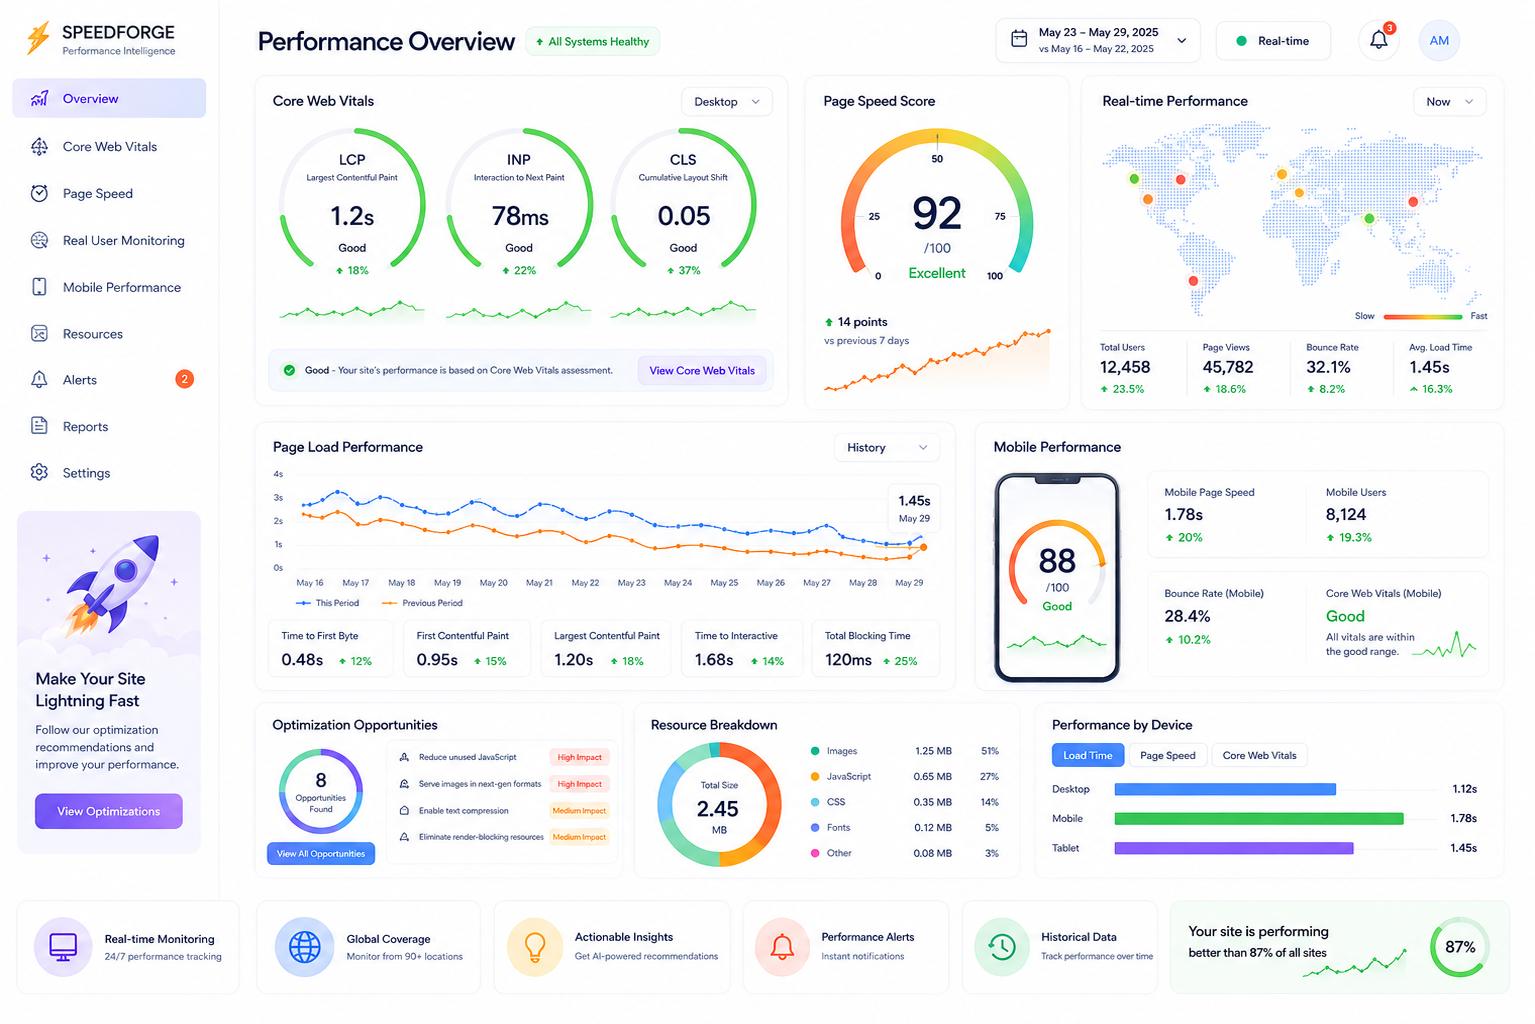 SPEEDFORGE
Performance Intelligence
Overview
Core Web Vitals
Page Speed
Real User Monitoring
Mobile Performance
Resources
Alerts
2
Reports
Settings
Make Your Site
Lightning Fast
Follow our optimization
recommendations and
improve your performance.
View Optimizations
Performance Overview
All Systems Healthy
May 23 – May 29, 2025
vs May 16 – May 22, 2025
Real-time
3
AM
Core Web Vitals
Desktop
LCP
Largest Contentful Paint
1.2s
Good
18%
INP
Interaction to Next Paint
78ms
Good
22%
CLS
Cumulative Layout Shift
0.05
Good
37%
Good - Your site's performance is based on Core Web Vitals assessment.
View Core Web Vitals
Page Speed Score
50
25
75
92
/100
Excellent
0
100
14 points
vs previous 7 days
Real-time Performance
Now
Slow
Fast
Total Users
12,458
23.5%
Page Views
45,782
18.6%
Bounce Rate
32.1%
8.2%
Avg. Load Time
1.45s
16.3%
Page Load Performance
History
4s
3s
2s
1s
0s
1.45s
May 29
May 16
May 17
May 18
May 19
May 20
May 21
May 22
May 23
May 24
May 25
May 26
May 27
May 28
May 29
This Period
Previous Period
Time to First Byte
0.48s
12%
First Contentful Paint
0.95s
15%
Largest Contentful Paint
1.20s
18%
Time to Interactive
1.68s
14%
Total Blocking Time
120ms
25%
Mobile Performance
88
/100
Good
Mobile Page Speed
1.78s
20%
Mobile Users
8,124
19.3%
Bounce Rate (Mobile)
28.4%
10.2%
Core Web Vitals (Mobile)
Good
All vitals are within
the good range.
Optimization Opportunities
8
Opportunities
Found
View All Opportunities
Reduce unused JavaScript
High Impact
Serve images in next-gen formats
High Impact
Enable text compression
Medium Impact
Eliminate render-blocking resources
Medium Impact
Resource Breakdown
Total Size
2.45
MB
Images 1.25 MB 51%
JavaScript 0.65 MB 27%
CSS 0.35 MB 14%
Fonts 0.12 MB 5%
Other 0.08 MB 3%
Performance by Device
Load Time
Page Speed
Core Web Vitals
Desktop 1.12s
Mobile 1.78s
Tablet 1.45s
Real-time Monitoring
24/7 performance tracking
Global Coverage
Monitor from 90+ locations
Actionable Insights
Get AI-powered recommendations
Performance Alerts
Instant notifications
Historical Data
Track performance over time
Your site is performing
better than 87% of all sites
87%